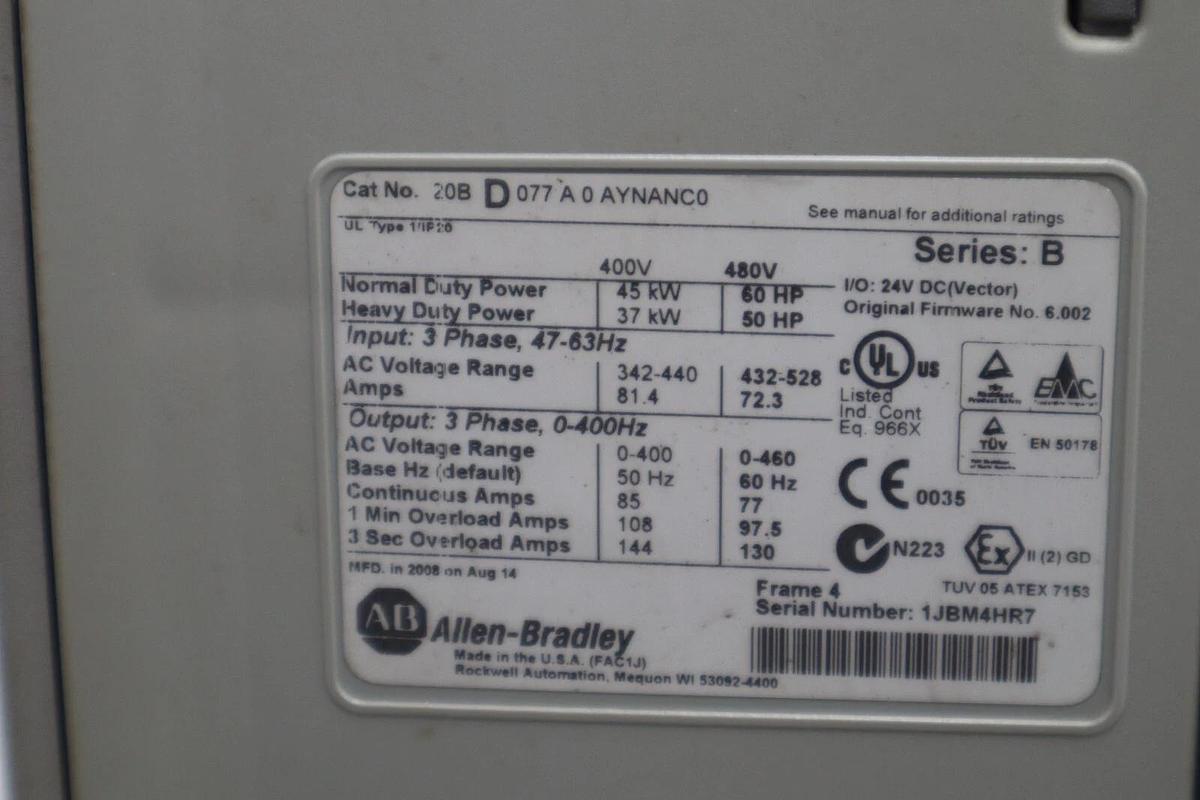 Cat No. 20B D 077 A 0 AYNANC0
UL Type 1/IP20
See manual for additional ratings
Series: B
400V 480V
Normal Duty Power 45 kW 60 HP
Heavy Duty Power 37 kW 50 HP
Input: 3 Phase, 47-63Hz
AC Voltage Range 342-440 432-528
Amps 81.4 72.3
Output: 3 Phase, 0-400Hz
AC Voltage Range 0-400 0-460
Base Hz (default) 50 Hz 60 Hz
Continuous Amps 85 77
1 Min Overload Amps 108 97.5
3 Sec Overload Amps 144 130
MFD. in 2008 on Aug 14
I/O: 24V DC(Vector)
Original Firmware No. 6.002
C UL US
Listed
Ind. Cont
Eq. 966X
EMC
TÜV
EN 50178
CE 0035
N223
Ex II (2) GD
TUV 05 ATEX 7153
Frame 4
Serial Number: 1JBM4HR7
AB Allen-Bradley
Made in the U.S.A. (FAC1J)
Rockwell Automation, Mequon WI 53092-4400